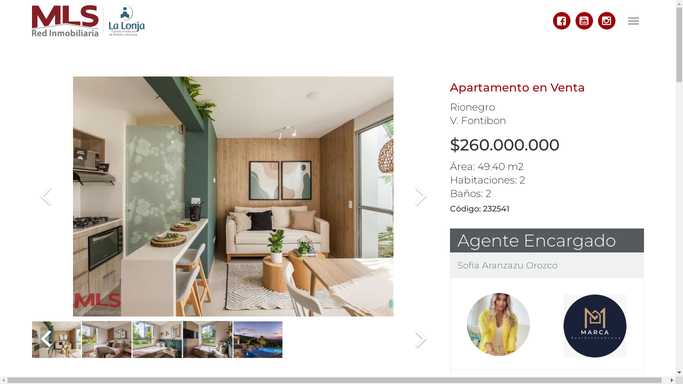 MLS
Red Inmobiliaria
La Lonja
Apartamento en Venta
Rionegro
V. Fontibon
$260.000.000
Área: 49.40 m2
Habitaciones: 2
Baños: 2
Código: 232541
Agente Encargado
Sofia Aranzazu Orozco
MLS
MARCA